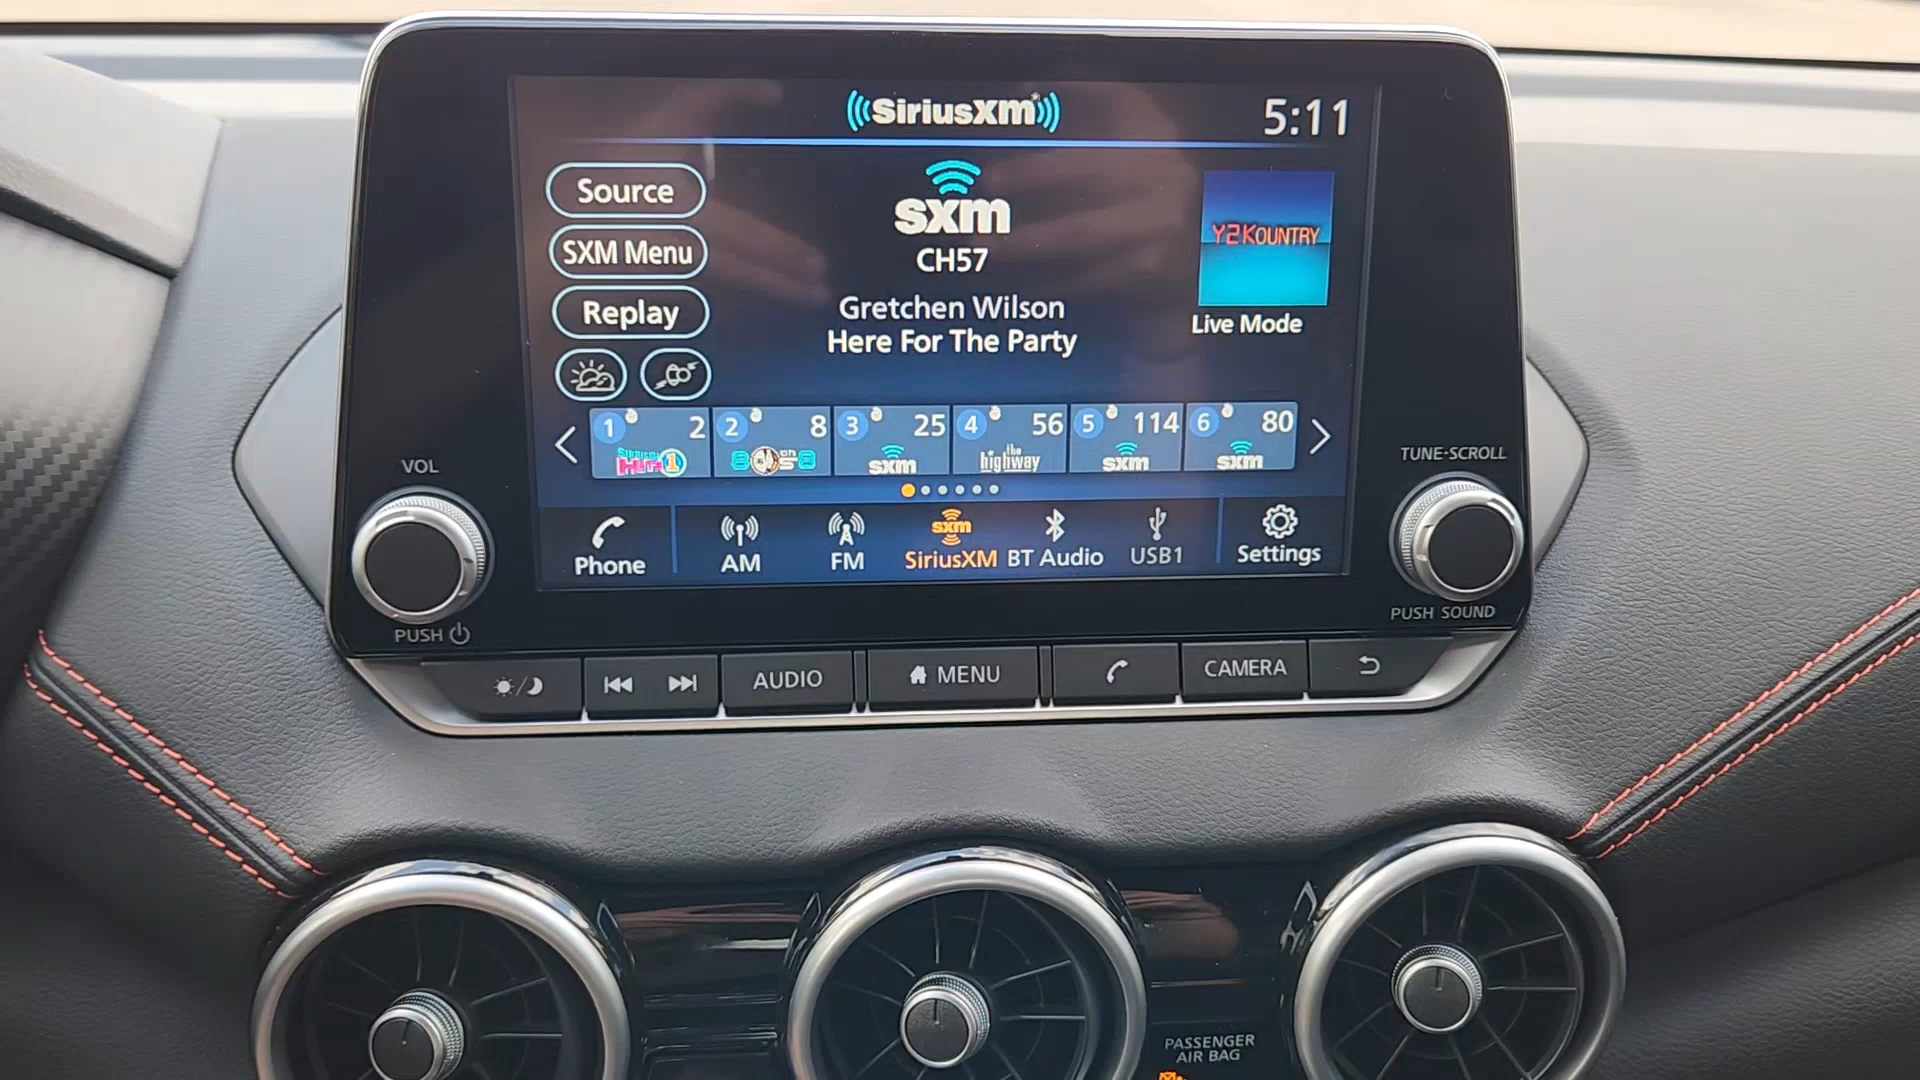 SiriusXM
5:11
Source
SXM Menu
Replay
sxm
CH57
Gretchen Wilson
Here For The Party
Y2KOUNTRY
Live Mode
1 2
2 8
3 25 sxm
4 56 the highway
5 114 sxm
6 80 sxm
Phone
AM
FM
sxm
SiriusXM
BT Audio
USB1
Settings
VOL
PUSH
TUNE·SCROLL
PUSH SOUND
AUDIO
MENU
CAMERA
PASSENGER
AIR BAG